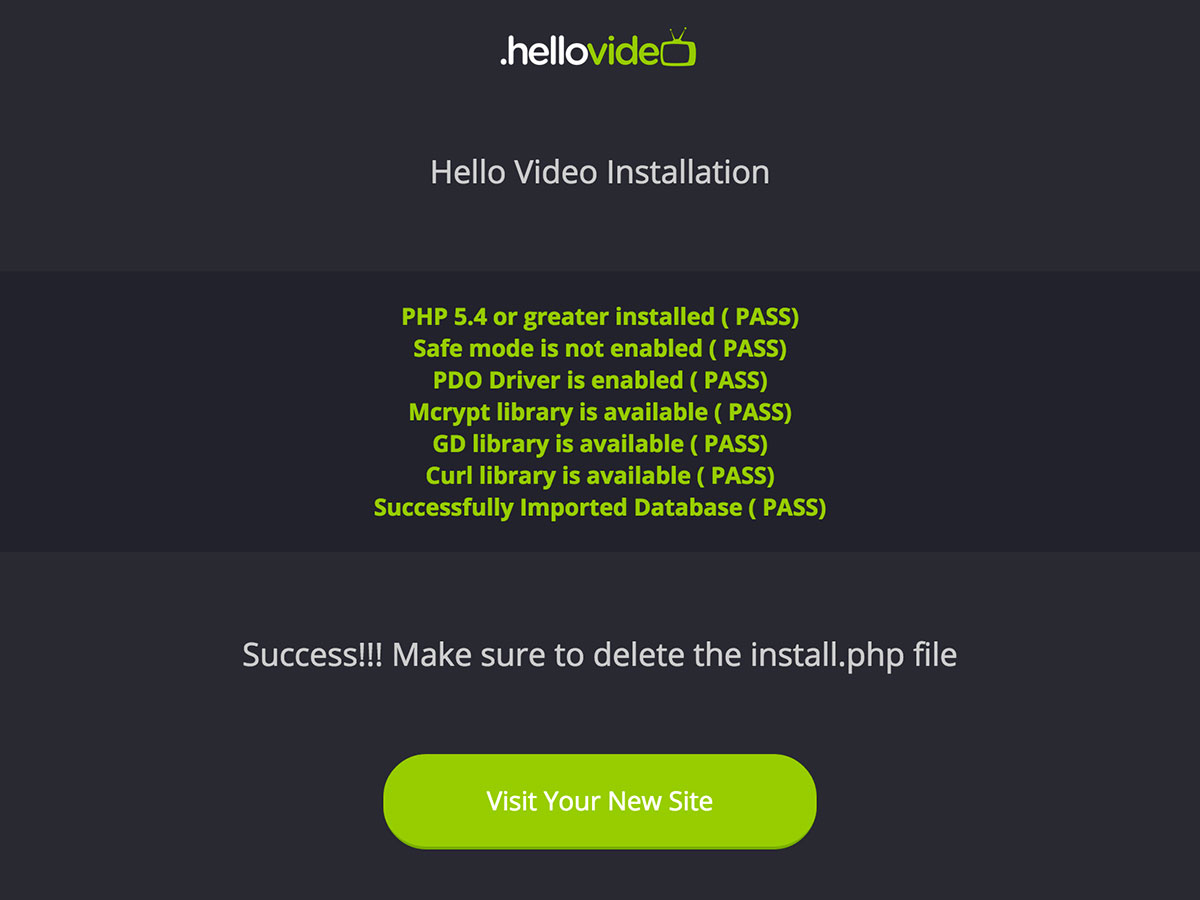 .hellovideo
Hello Video Installation
PHP 5.4 or greater installed ( PASS)
Safe mode is not enabled ( PASS)
PDO Driver is enabled ( PASS)
Mcrypt library is available ( PASS)
GD library is available ( PASS)
Curl library is available ( PASS)
Successfully Imported Database ( PASS)
Success!!! Make sure to delete the install.php file
Visit Your New Site